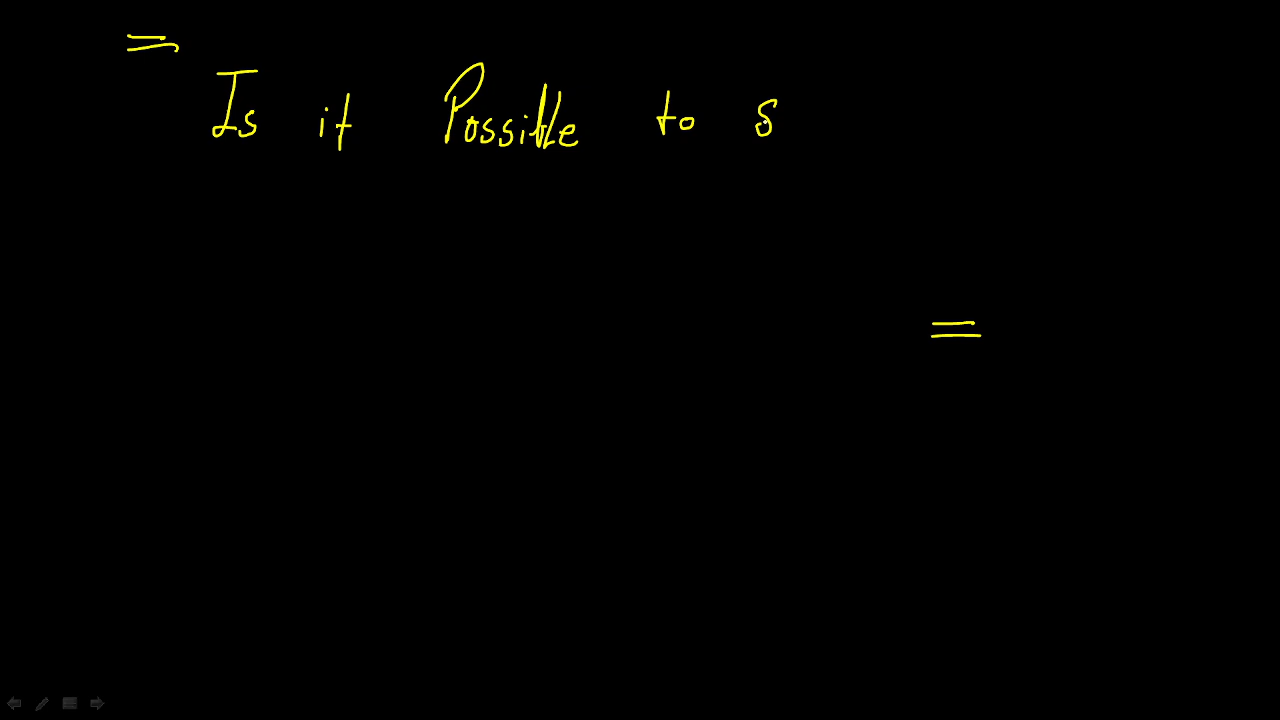 =
Is it Possible to s
=